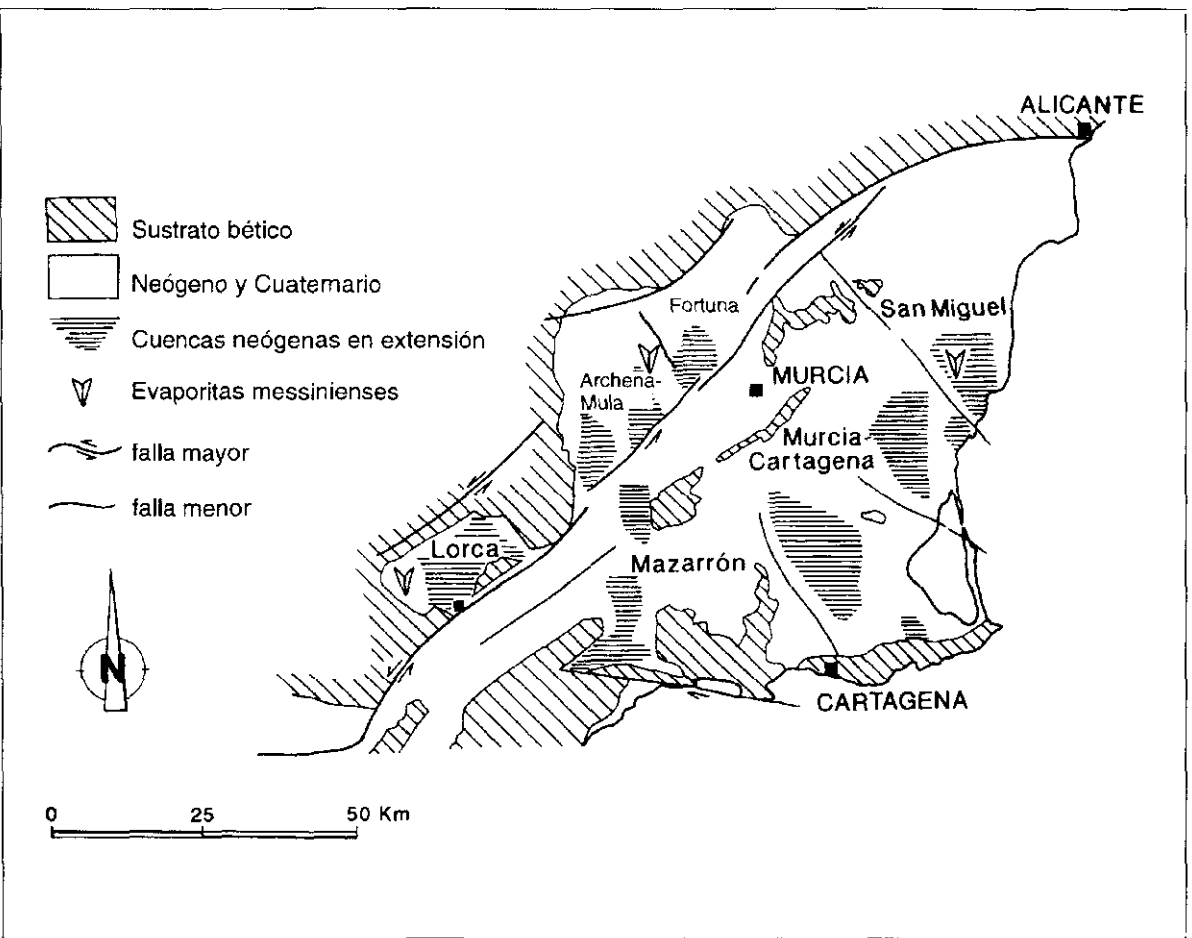 ALICANTE
Sustrato bético
Neógeno y Cuaternario
Cuencas neógenas en extensión
Evaporitas messinienses
falla mayor
falla menor
Fortuna
San Miguel
Archena-
Mula
MURCIA
Murcia-
Cartagena
Lorca
Mazarrón
N
CARTAGENA
0 25 50 Km